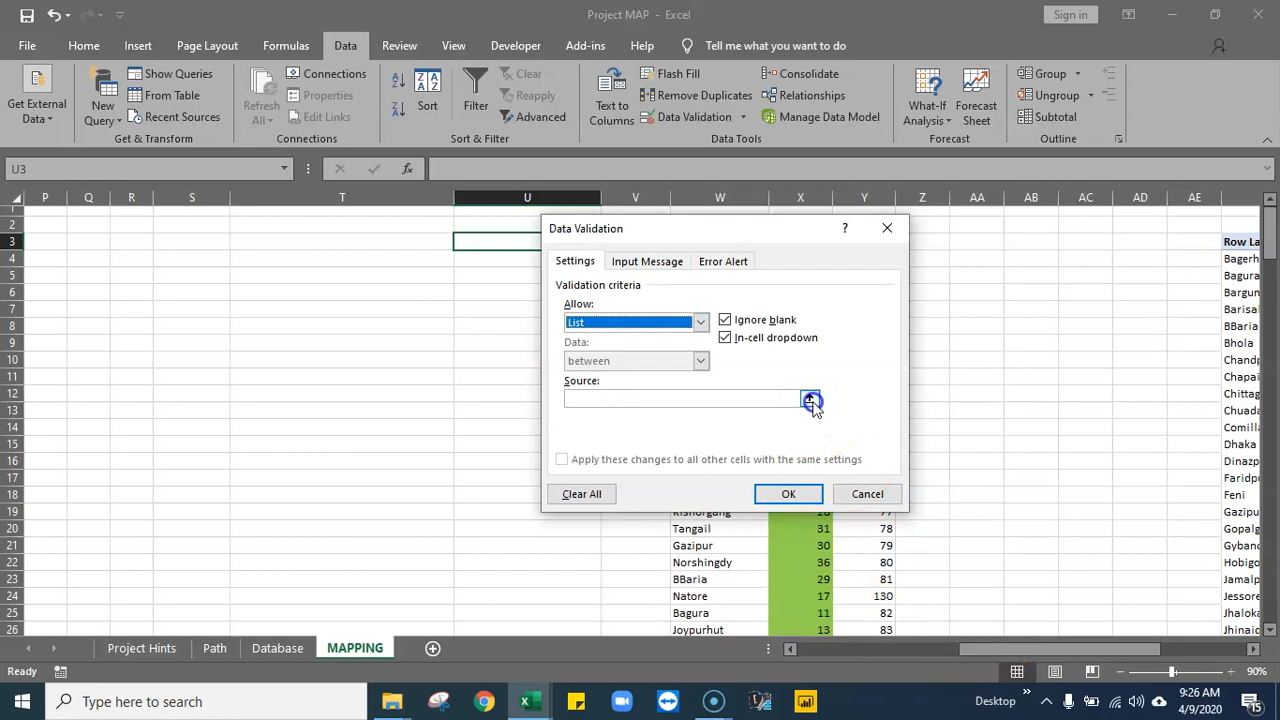 Project MAP - Excel
Sign in
File
Home
Insert
Page Layout
Formulas
Data
Review
View
Developer
Add-ins
Help
Tell me what you want to do
Get External
Data
New
Query
Show Queries
From Table
Recent Sources
Get & Transform
Refresh
All
Connections
Properties
Edit Links
Connections
Sort
Filter
Clear
Reapply
Advanced
Sort & Filter
Text to
Columns
Flash Fill
Remove Duplicates
Data Validation
Consolidate
Relationships
Manage Data Model
Data Tools
What-If
Analysis
Forecast
Sheet
Forecast
Group
Ungroup
Subtotal
Outline
U3
fx
P Q R S T U V W X Y Z AA AB AC AD AE
2
3 Row La
4 Bagerh
5 Bagura
6 Bargun
7 Barisal
8 BBaria
9 Bhola
10 Chandp
11 Chapai
12 Chittag
13 Chuada
14 Comilla
15 Dhaka
16 Dinazp
17 Faridpu
18 Feni
19 Kishorgang 28 77 Gazipu
20 Tangail 31 78 Gopalg
21 Gazipur 30 79 Gyband
22 Norshingdy 36 80 Hobigo
23 BBaria 29 81 Jamalp
24 Natore 17 130 Jessore
25 Bagura 11 82 Jhaloka
26 Joypurhut 13 83 Jhinaid
Data Validation
?
Settings
Input Message
Error Alert
Validation criteria
Allow:
List
Ignore blank
In-cell dropdown
Data:
between
Source:
Apply these changes to all other cells with the same settings
Clear All
OK
Cancel
Project Hints
Path
Database
MAPPING
Ready
90%
Type here to search
Desktop
9:26 AM
4/9/2020
15